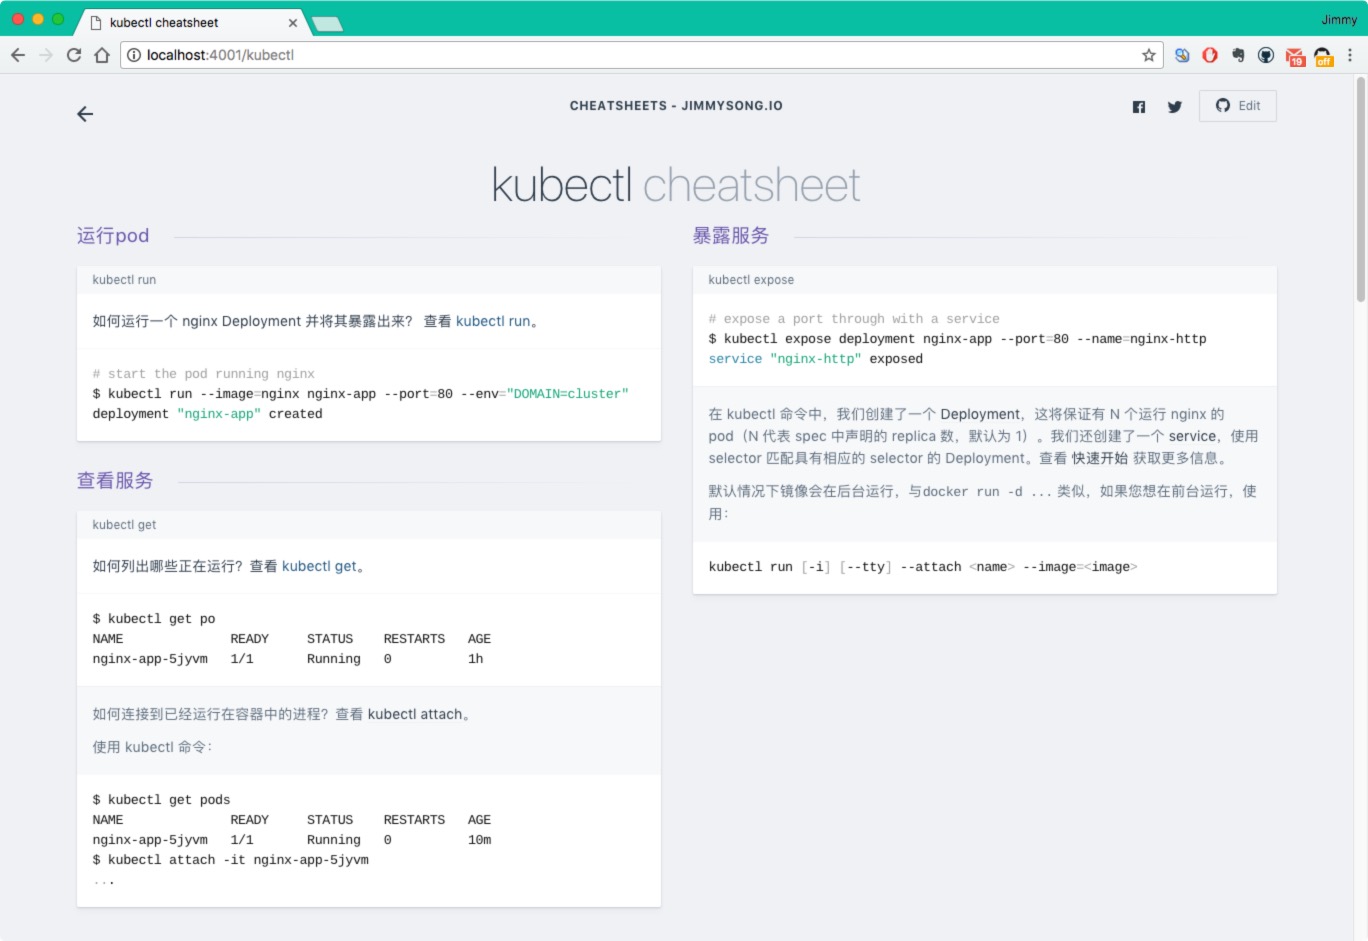 kubectl cheatsheet
Jimmy
localhost:4001/kubectl
19
off
CHEATSHEETS - JIMMYSONG.IO
Edit
kubectl cheatsheet
运行pod
kubectl run
如何运行一个 nginx Deployment 并将其暴露出来？ 查看 kubectl run。
# start the pod running nginx
$ kubectl run --image=nginx nginx-app --port=80 --env="DOMAIN=cluster"
deployment "nginx-app" created
查看服务
kubectl get
如何列出哪些正在运行？查看 kubectl get。
$ kubectl get po
NAME READY STATUS RESTARTS AGE
nginx-app-5jyvm 1/1 Running 0 1h
如何连接到已经运行在容器中的进程？查看 kubectl attach。
使用 kubectl 命令：
$ kubectl get pods
NAME READY STATUS RESTARTS AGE
nginx-app-5jyvm 1/1 Running 0 10m
$ kubectl attach -it nginx-app-5jyvm
...
暴露服务
kubectl expose
# expose a port through with a service
$ kubectl expose deployment nginx-app --port=80 --name=nginx-http
service "nginx-http" exposed
在 kubectl 命令中，我们创建了一个 Deployment，这将保证有 N 个运行 nginx 的
pod（N 代表 spec 中声明的 replica 数，默认为 1）。我们还创建了一个 service，使用
selector 匹配具有相应的 selector 的 Deployment。查看 快速开始 获取更多信息。
默认情况下镜像会在后台运行，与docker run -d ... 类似，如果您想在前台运行，使
用：
kubectl run [-i] [--tty] --attach <name> --image=<image>